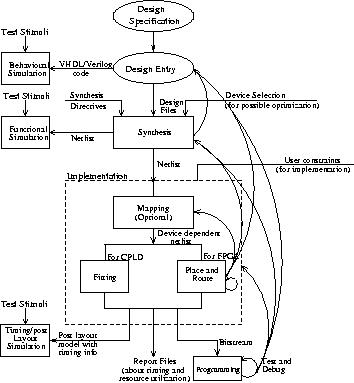 Design
Specification
Test Stimuli
Behavioural
Simulation
VHDL/Verilog
code
Design Entry
Test Stimuli
Synthesis
Directives
Design
Files
Device Selection
(for possible optimization)
Functional
Simulation
Netlist
Synthesis
Netlist
User constraints
(for implementation)
Implementation
Mapping
(Optional)
Device dependent
netlist
For CPLD
For FPGA
Fitting
Place and
Route
Test Stimuli
Timing/post
Layout
Simulation
Post layout
model with
timing info
Report Files
(about timing and
resource utilization)
Bitstream
Programming
Test and
Debug